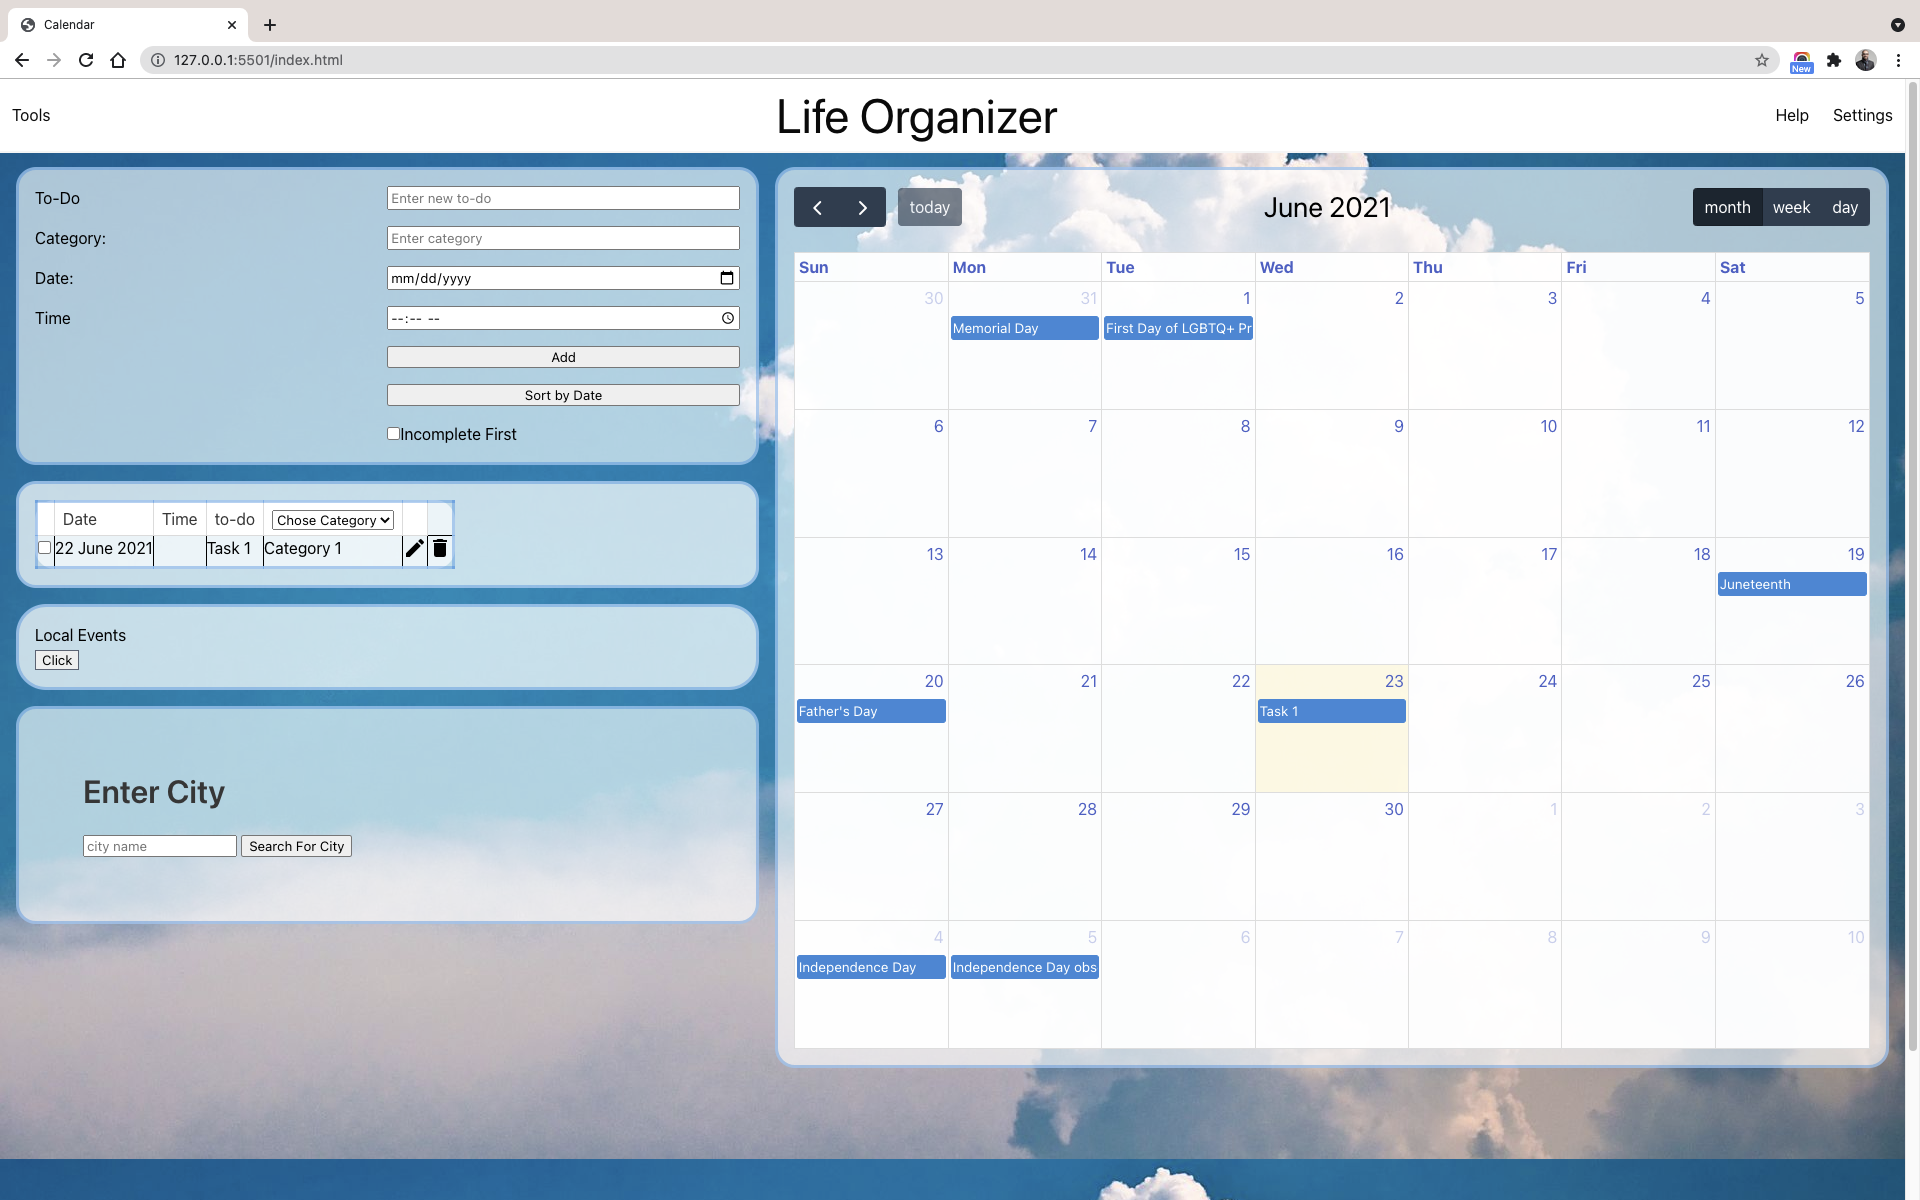 Calendar
127.0.0.1:5501/index.html
New
Tools
Life Organizer
Help
Settings
To-Do
Enter new to-do
Category:
Enter category
Date:
mm/dd/yyyy
Time
--:-- --
Add
Sort by Date
Incomplete First
Date Time to-do Chose Category
22 June 2021 Task 1 Category 1
Local Events
Click
Enter City
city name
Search For City
today
June 2021
month week day
Sun Mon Tue Wed Thu Fri Sat
30 31 1 2 3 4 5
Memorial Day
First Day of LGBTQ+ Pr
6 7 8 9 10 11 12
13 14 15 16 17 18 19
Juneteenth
20 21 22 23 24 25 26
Father's Day
Task 1
27 28 29 30 1 2 3
4 5 6 7 8 9 10
Independence Day
Independence Day obs